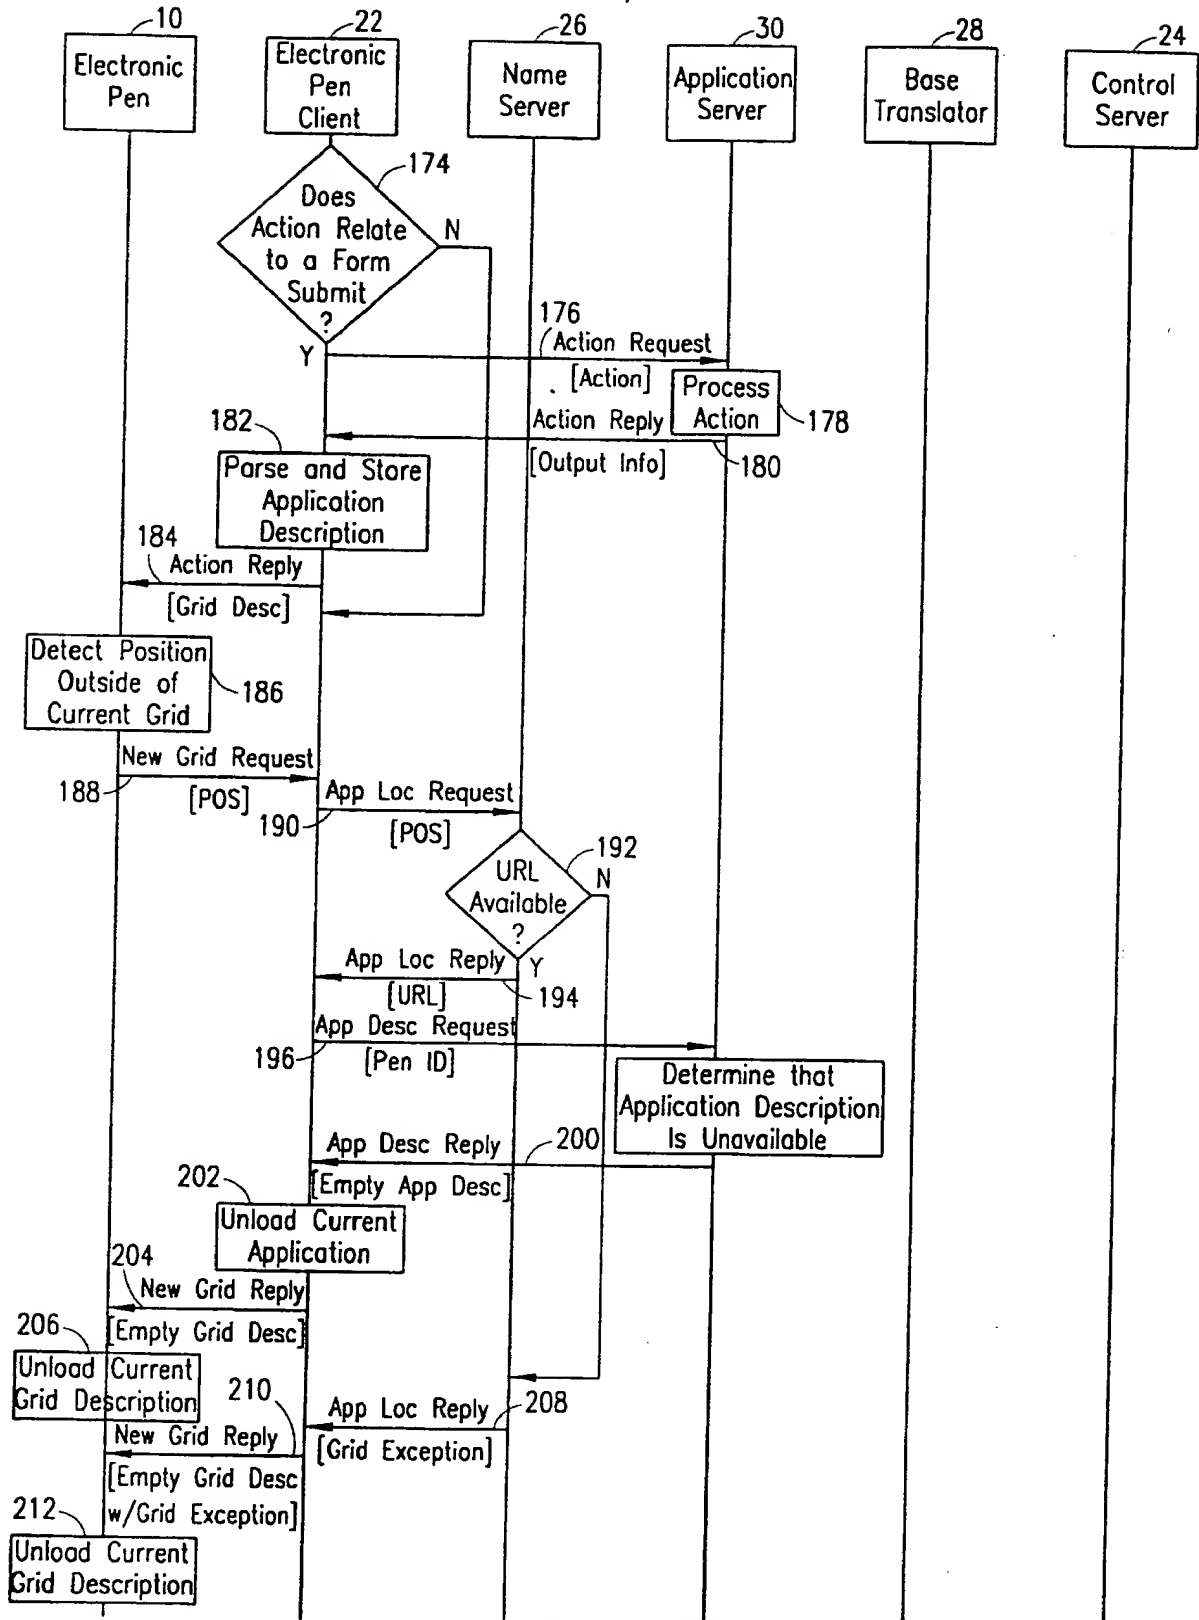 10
22
26
30
28
24
Electronic
Pen
Electronic
Pen
Client
Name
Server
Application
Server
Base
Translator
Control
Server
174
Does
Action Relate
to a Form
Submit
?
N
Y
176
Action Request
[Action]
Process
Action
178
Action Reply
[Output Info]
180
182
Parse and Store
Application
Description
184
Action Reply
[Grid Desc]
Detect Position
Outside of
Current Grid
186
New Grid Request
188
[POS]
App Loc Request
190
[POS]
192
URL
Available
?
N
Y
App Loc Reply
[URL]
194
App Desc Request
196
[Pen ID]
Determine that
Application Description
Is Unavailable
App Desc Reply
200
[Empty App Desc]
202
Unload Current
Application
204
New Grid Reply
[Empty Grid Desc]
206
Unload Current
Grid Description
210
App Loc Reply
208
[Grid Exception]
New Grid Reply
[Empty Grid Desc
w/Grid Exception]
212
Unload Current
Grid Description